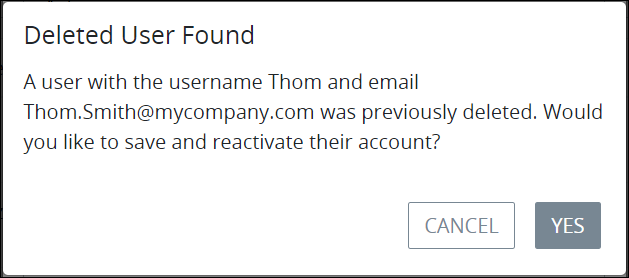 Deleted User Found
A user with the username Thom and email
Thom.Smith@mycompany.com was previously deleted. Would
you like to save and reactivate their account?
CANCEL
YES